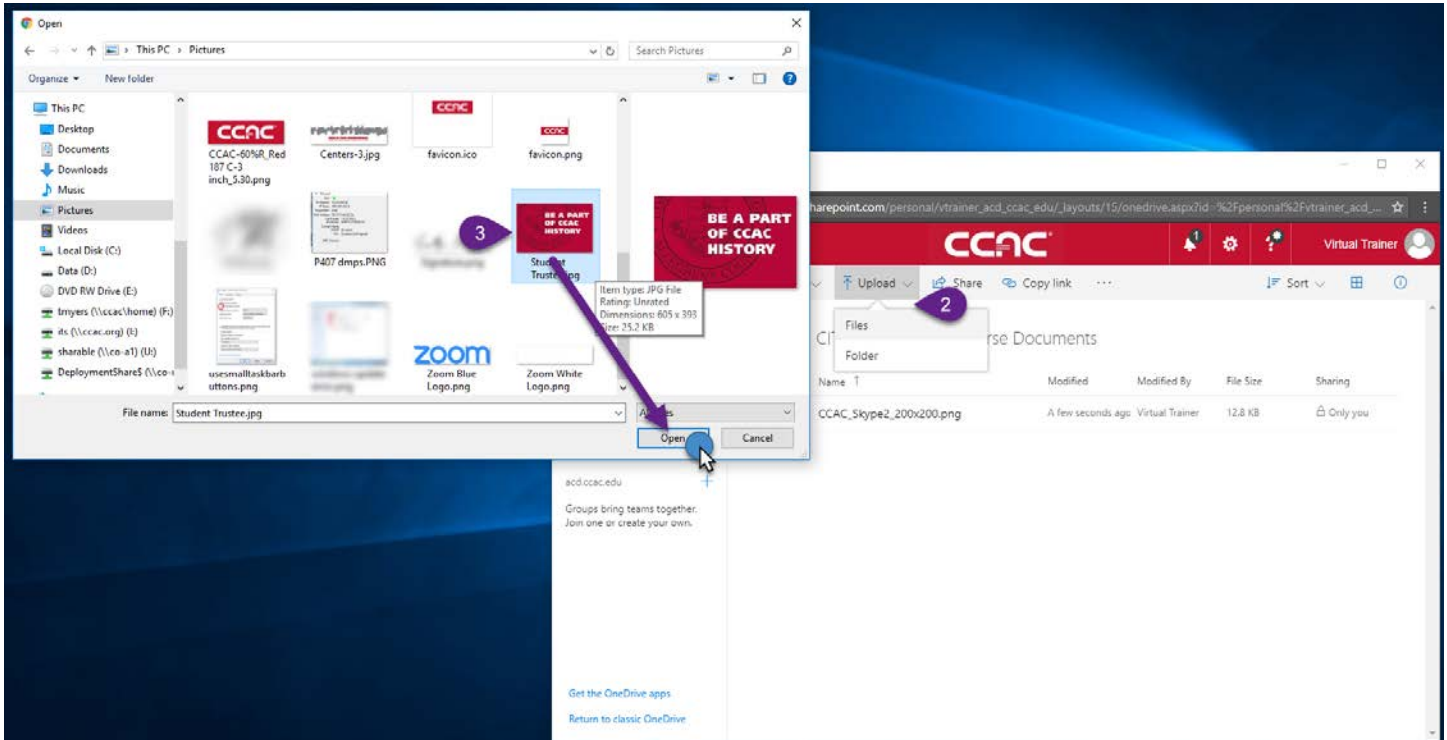 Open
This PC > Pictures
Search Pictures
Organize
New folder
This PC
Desktop
Documents
Downloads
Music
Pictures
Videos
Local Disk (C:)
Data (D:)
DVD RW Drive (E:)
tmyers (\\ccac\home) (F:)
its (\\ccac.org) (I:)
sharable (\\co-a1) (U:)
DeploymentShare$ (\\co-
CCAC
CCAC-60%R_Red
187 C-3
inch_5.30.png
Centers-3.jpg
CCAC
favicon.ico
CCAC
favicon.png
P407 dmps.PNG
BE A PART
OF CCAC
HISTORY
3
Student
Trustee.jpg
Item type: JPG File
Rating: Unrated
Dimensions: 605 x 393
Size: 25.2 KB
usesmalltaskbarb
uttons.png
zoom
Zoom Blue
Logo.png
Zoom White
Logo.png
BE A PART
OF CCAC
HISTORY
File name:
Student Trustee.jpg
Open
Cancel
sharepoint.com/personal/vtrainer_acd_ccac_edu/_layouts/15/onedrive.aspx?id=%2Fpersonal%2Fvtrainer_acd_...
CCAC
1
?
Virtual Trainer
Upload
Share
Copy link
...
Sort
2
Files
Folder
rse Documents
Name
Modified
Modified By
File Size
Sharing
CCAC_Skype2_200x200.png
A few seconds ago
Virtual Trainer
12.8 KB
Only you
acd.ccac.edu
+
Groups bring teams together.
Join one or create your own.
Get the OneDrive apps
Return to classic OneDrive